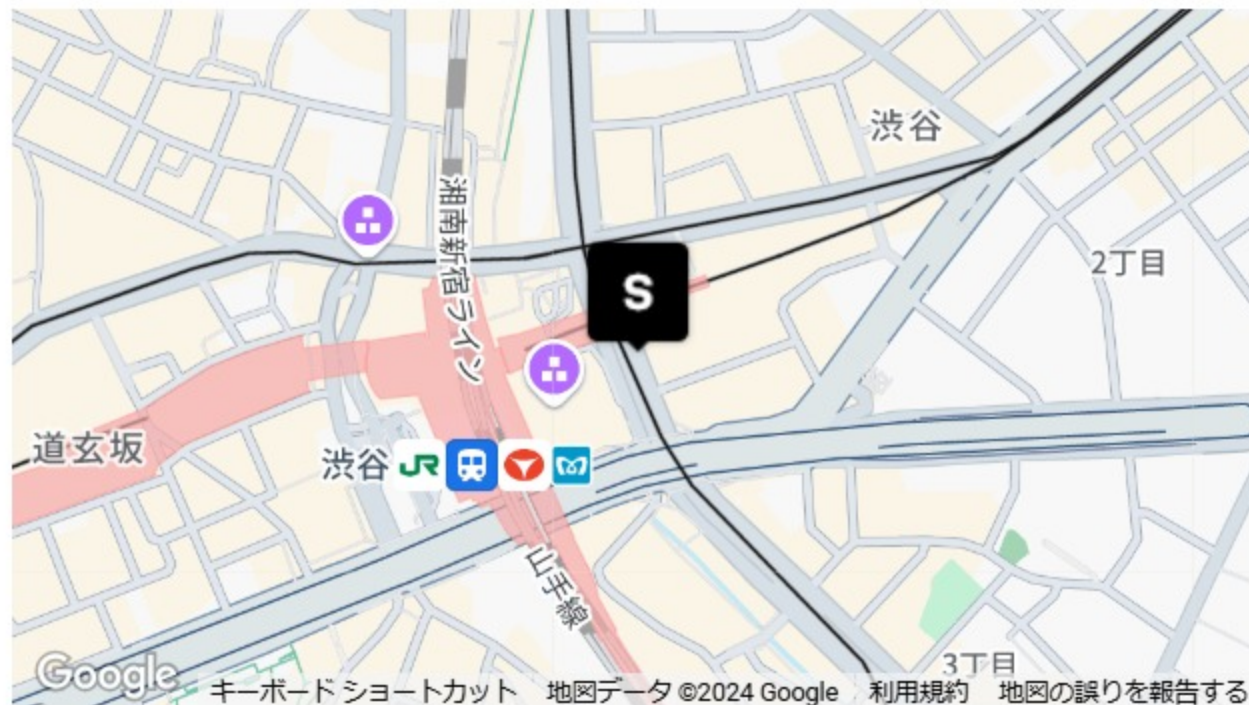 渋谷
湘南新宿ライン
2丁目
S
道玄坂
渋谷 JR
山手線
3丁目
Google
キーボード ショートカット 地図データ ©2024 Google 利用規約 地図の誤りを報告する